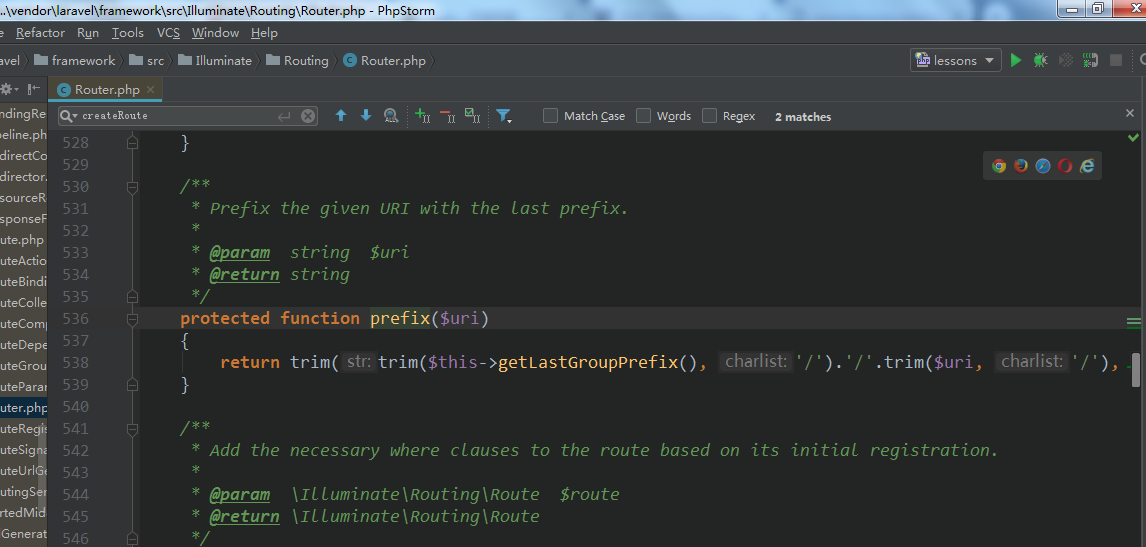 ..\vendor\laravel\framework\src\Illuminate\Routing\Router.php - PhpStorm
e Refactor Run Tools VCS Window Help
avel framework src Illuminate Routing Router.php lessons
Router.php
createRoute Match Case Words Regex 2 matches
528 }
529
530 /**
531 * Prefix the given URI with the last prefix.
532 *
533 * @param  string  $uri
534 * @return string
535 */
536 protected function prefix($uri)
537 {
538 return trim( str: trim($this->getLastGroupPrefix(), charlist: '/').'/'.trim($uri, charlist: '/'),
539 }
540
541 /**
542 * Add the necessary where clauses to the route based on its initial registration.
543 *
544 * @param  \Illuminate\Routing\Route  $route
545 * @return \Illuminate\Routing\Route
546 */
ndingRe
peline.ph
directCo
director.
sourceR
sponseF
ute.php
uteActio
uteBindi
uteColle
uteComp
uteDepe
uteGrou
uteParar
uter.php
uteRegis
uteSigna
uteUrlGe
utingSer
rtedMid
lGenerat